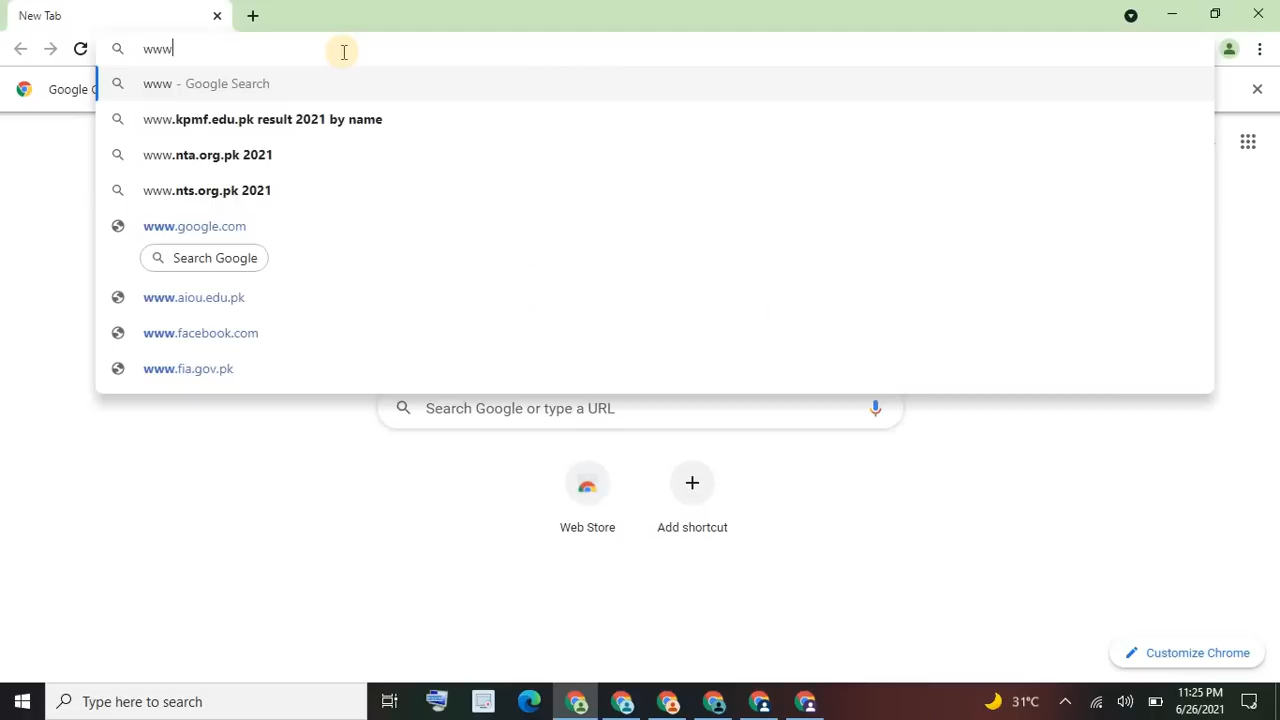 New Tab
www
Google
www - Google Search
www.kpmf.edu.pk result 2021 by name
www.nta.org.pk 2021
www.nts.org.pk 2021
www.google.com
Search Google
www.aiou.edu.pk
www.facebook.com
www.fia.gov.pk
Search Google or type a URL
Web Store
Add shortcut
Customize Chrome
Type here to search
31°C
11:25 PM
6/26/2021